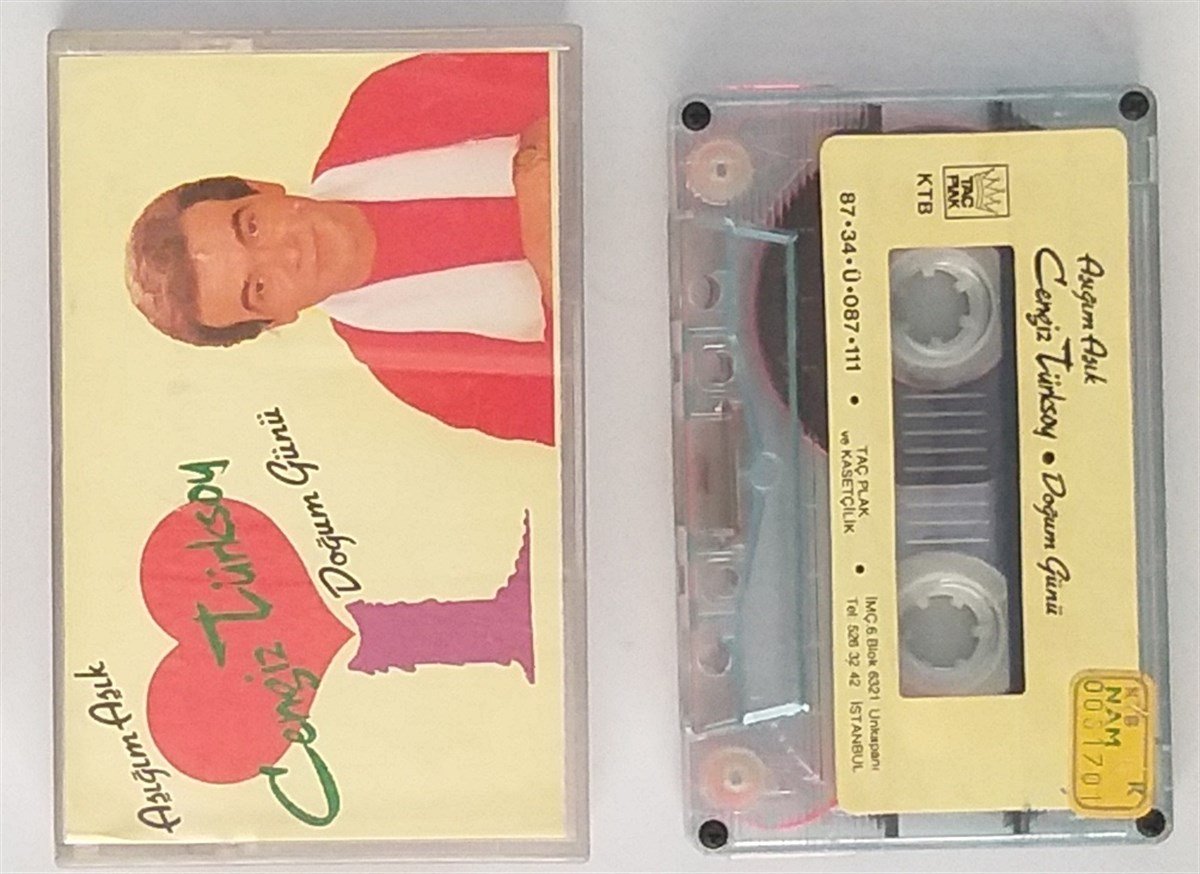 Aşığım Aşık
Cengiz Türksoy
Doğum Günü
TAÇ
PLAK
KTB
Aşığım Aşık
Cengiz Türksoy • Doğum Günü
87•34•Ü•087•111 • TAÇ PLAK
ve KASETÇİLİK • İMÇ.6.Blok 6321 Unkapanı
Tel: 526 32 42 İSTANBUL
NAM